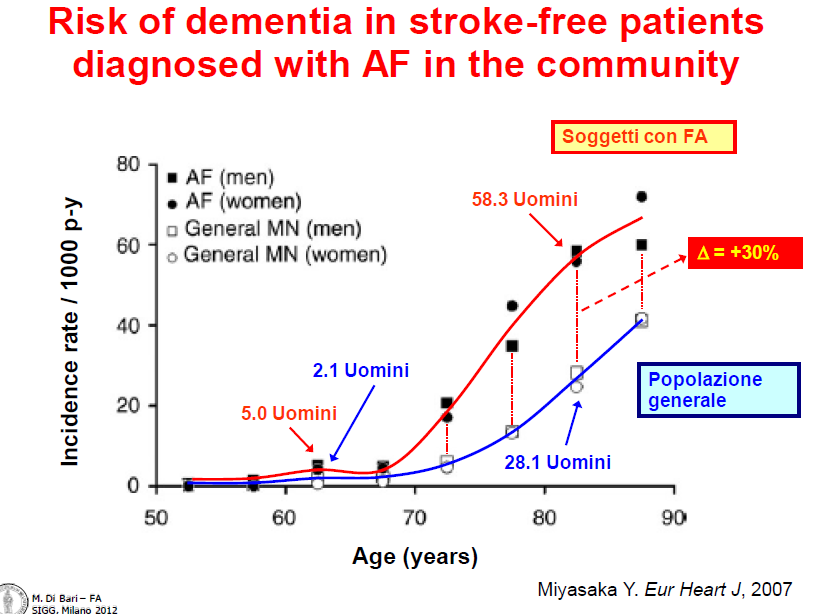 Risk of dementia in stroke-free patients
diagnosed with AF in the community
Soggetti con FA
80
60
40
20
0
Incidence rate / 1000 p-y
AF (men)
AF (women)
General MN (men)
General MN (women)
58.3 Uomini
Δ = +30%
2.1 Uomini
5.0 Uomini
Popolazione
generale
28.1 Uomini
50
60
70
80
90
Age (years)
Miyasaka Y. Eur Heart J, 2007
M. Di Bari – FA
SIGG. Milano 2012